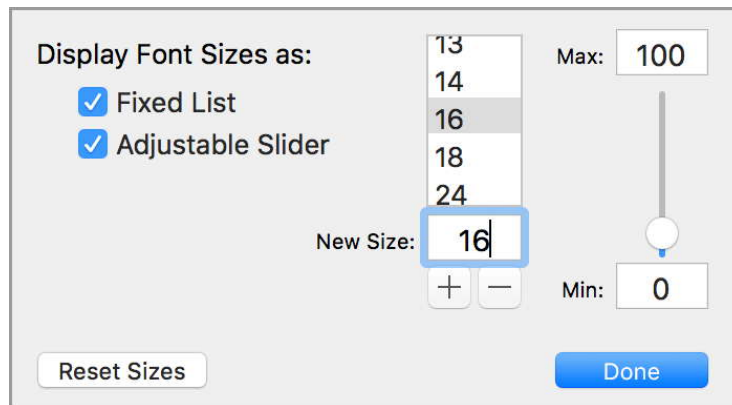 Display Font Sizes as:
Fixed List
Adjustable Slider
13
14
16
18
24
New Size: 16
+ −
Max: 100
Min: 0
Reset Sizes
Done